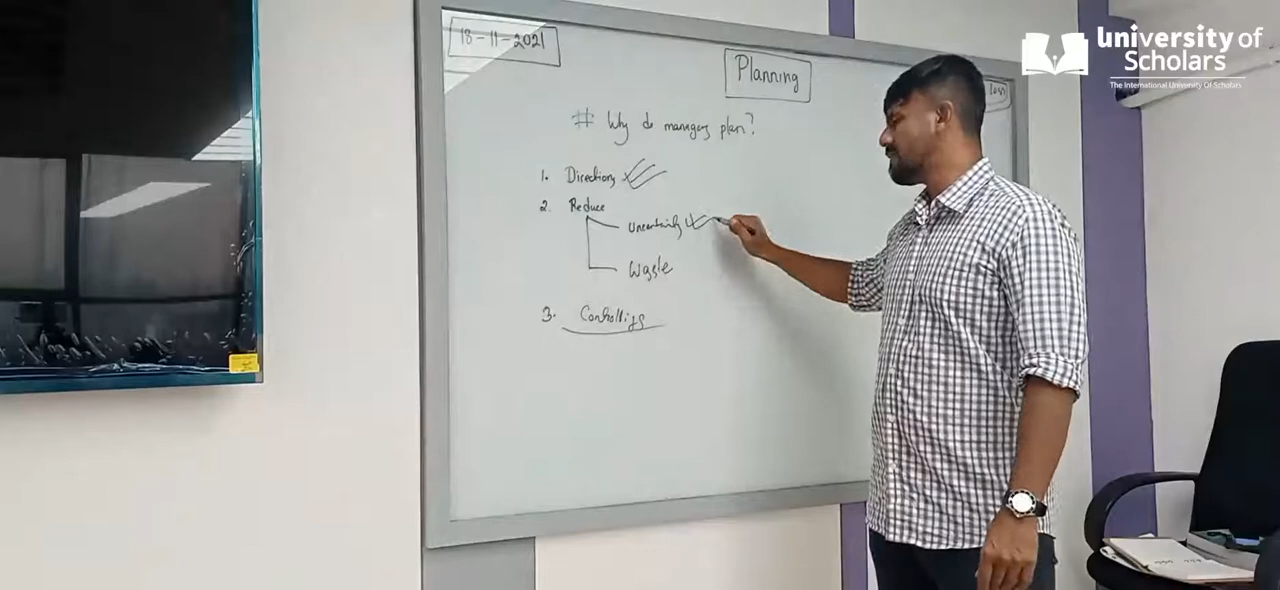 18-11-2021
Planning
# Why do managers plan?
1. Direction
2. Reduce
Uncertainty
Waste
3. Controlling
University of
Scholars
The International University Of Scholars